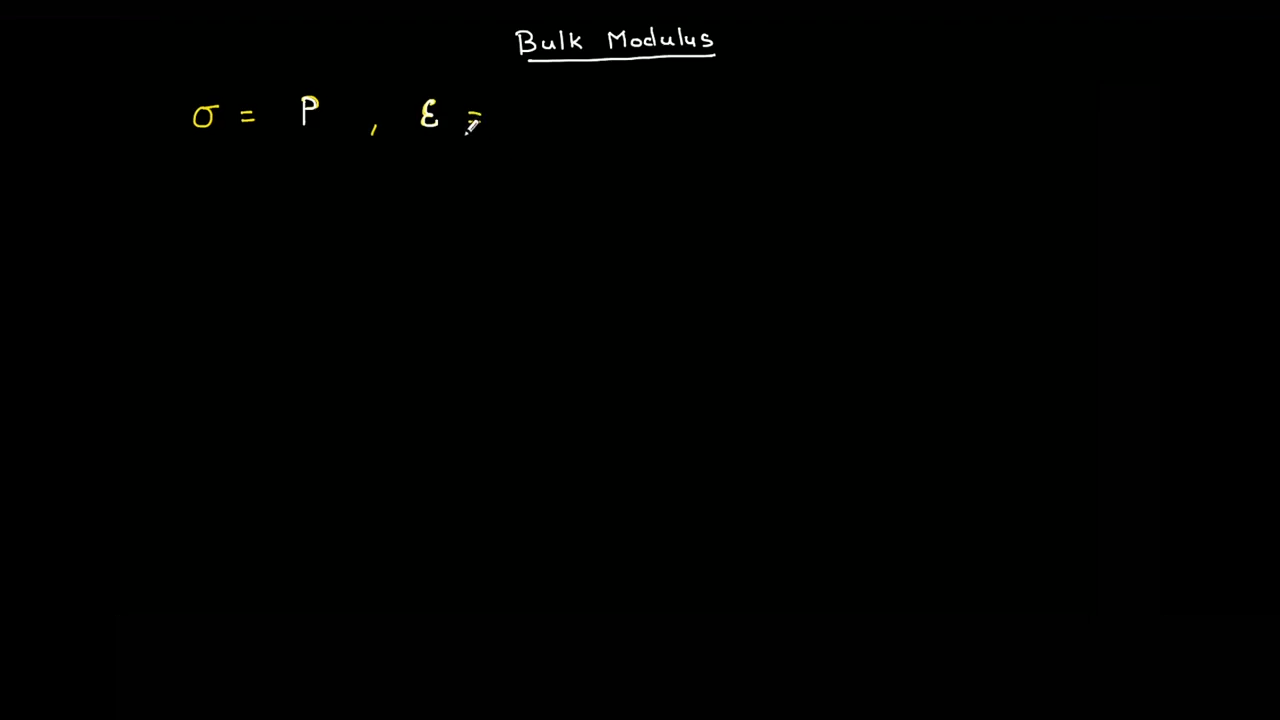 Bulk Modulus
σ = P , ε =